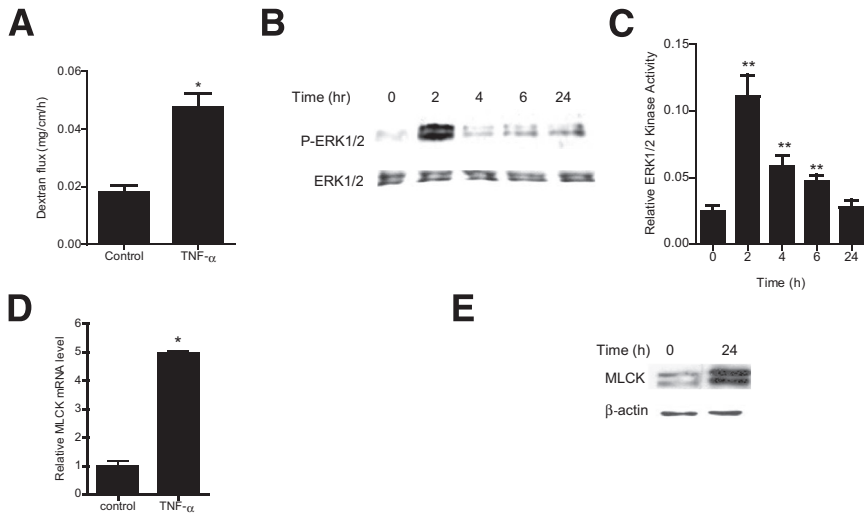 A
Dextran flux (mg/cm/h)
0.06
0.04
0.02
0.00
*
Control
TNF-α
B
Time (hr) 0 2 4 6 24
P-ERK1/2
ERK1/2
C
Relative ERK1/2 Kinase Activity
0.15
0.10
0.05
0.00
**
**
**
0 2 4 6 24
Time (h)
D
Relative MLCK mRNA level
6
5
4
3
2
1
0
*
control
TNF-α
E
Time (h) 0 24
MLCK
β-actin